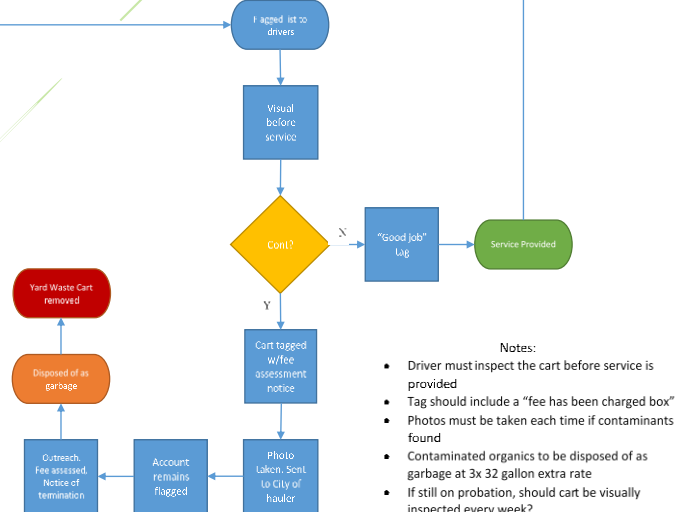 Flagged list to
drivers
Visual
before
service
Cont?
N
"Good job"
tag
Service Provided
Y
Yard Waste Cart
removed
Cart tagged
w/fee
assessment
notice
Disposed of as
garbage
Outreach.
Fee assessed.
Notice of
termination
Account
remains
flagged
Photo
taken. Sent
to City of
hauler
Notes:
• Driver must inspect the cart before service is
provided
• Tag should include a “fee has been charged box”
• Photos must be taken each time if contaminants
found
• Contaminated organics to be disposed of as
garbage at 3x 32 gallon extra rate
• If still on probation, should cart be visually
inspected every week?